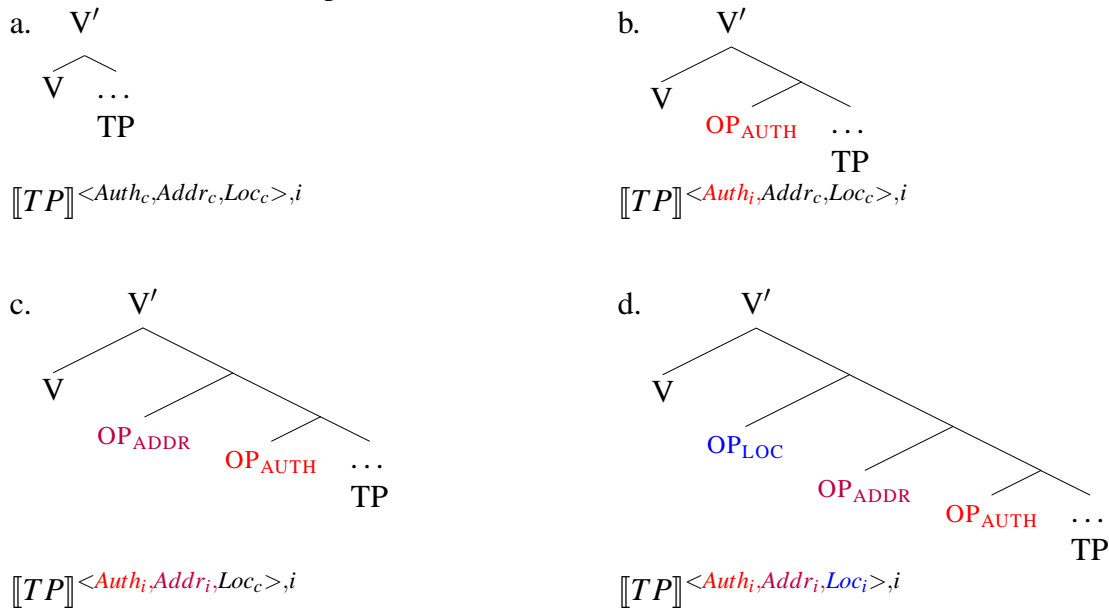 a. V′
V ...
TP
⟦TP⟧<Auth_c,Addr_c,Loc_c>,i
b. V′
V
OP_AUTH ...
TP
⟦TP⟧<Auth_i,Addr_c,Loc_c>,i
c. V′
V
OP_ADDR
OP_AUTH ...
TP
⟦TP⟧<Auth_i,Addr_i,Loc_c>,i
d. V′
V
OP_LOC
OP_ADDR
OP_AUTH ...
TP
⟦TP⟧<Auth_i,Addr_i,Loc_i>,i